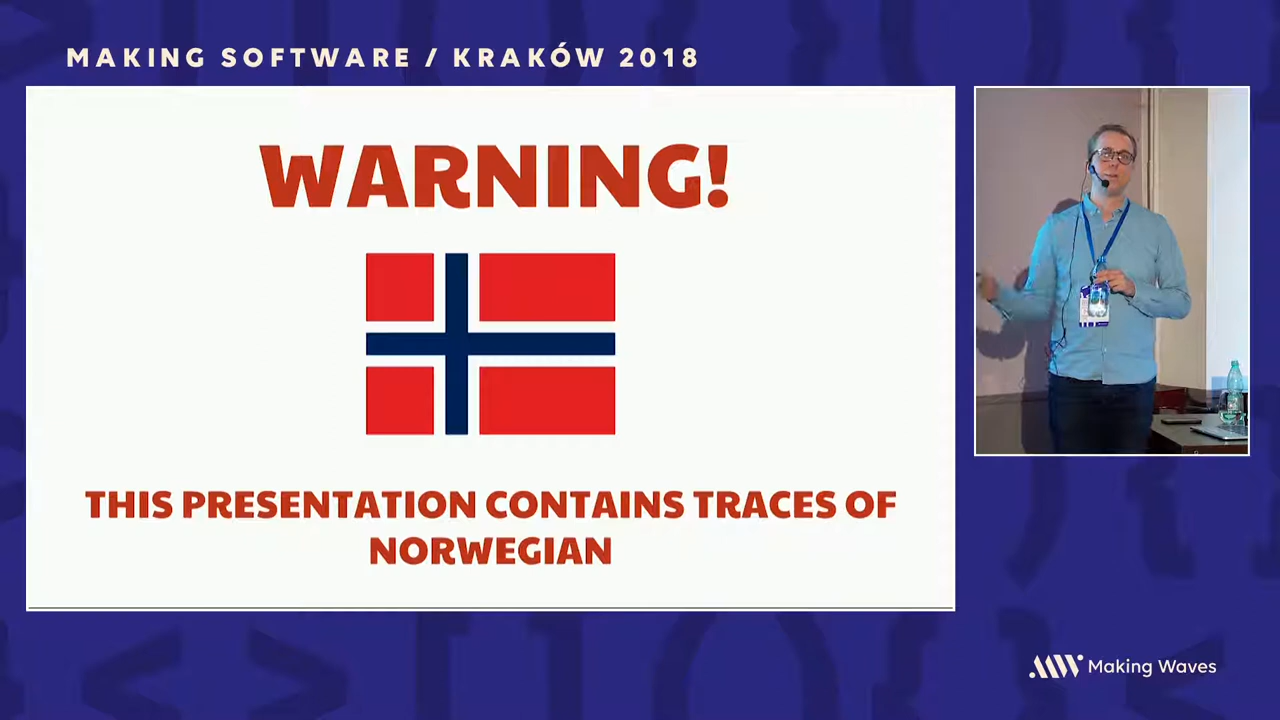 MAKING SOFTWARE / KRAKÓW 2018
WARNING!
THIS PRESENTATION CONTAINS TRACES OF
NORWEGIAN
Making Waves